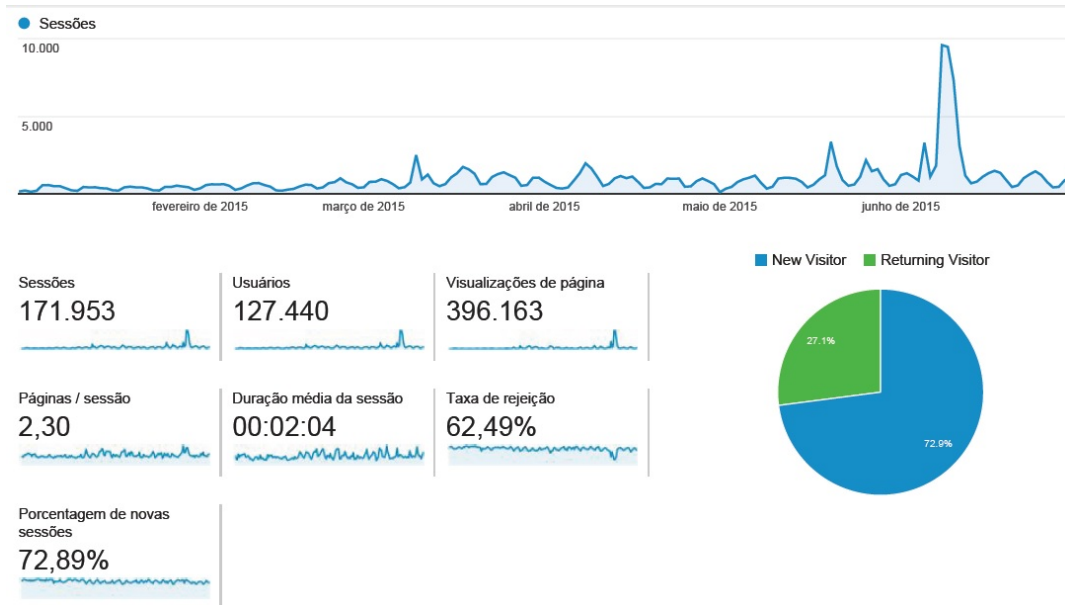 Sessões
10.000
5.000
fevereiro de 2015
março de 2015
abril de 2015
maio de 2015
junho de 2015
Sessões
171.953
Usuários
127.440
Visualizações de página
396.163
Páginas / sessão
2,30
Duração média da sessão
00:02:04
Taxa de rejeição
62,49%
Porcentagem de novas
sessões
72,89%
New Visitor
Returning Visitor
27.1%
72.9%